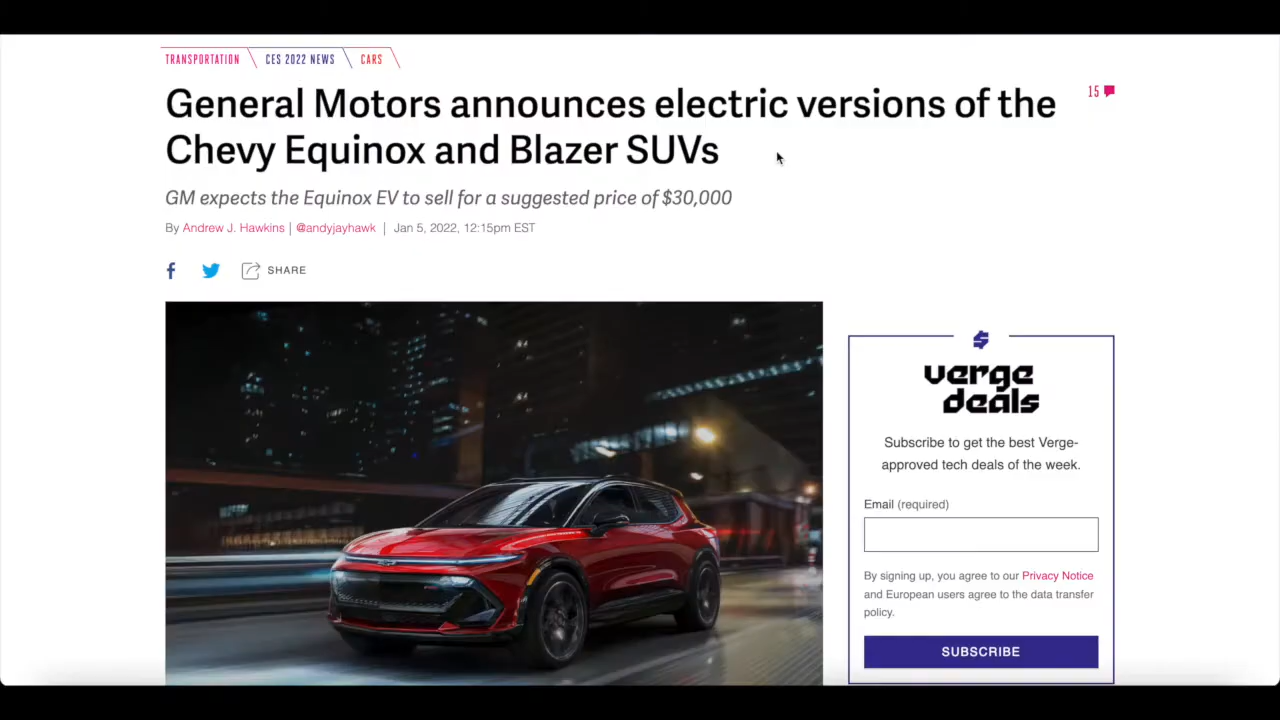 TRANSPORTATION CES 2022 NEWS CARS
General Motors announces electric versions of the
Chevy Equinox and Blazer SUVs
15
GM expects the Equinox EV to sell for a suggested price of $30,000
By Andrew J. Hawkins | @andyjayhawk | Jan 5, 2022, 12:15pm EST
SHARE
verge
deals
Subscribe to get the best Verge-
approved tech deals of the week.
Email (required)
By signing up, you agree to our Privacy Notice
and European users agree to the data transfer
policy.
SUBSCRIBE